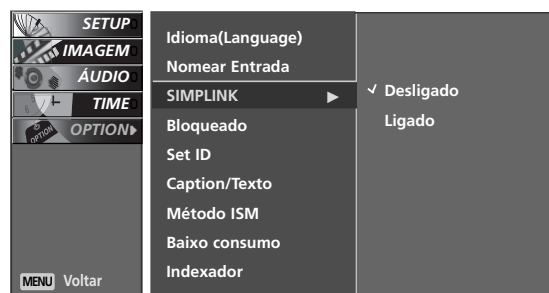 SETUP
IMAGEM
ÁUDIO
TIME
OPTION
MENU Voltar
Idioma(Language)
Nomear Entrada
SIMPLINK
Bloqueado
Set ID
Caption/Texto
Método ISM
Baixo consumo
Indexador
Desligado
Ligado